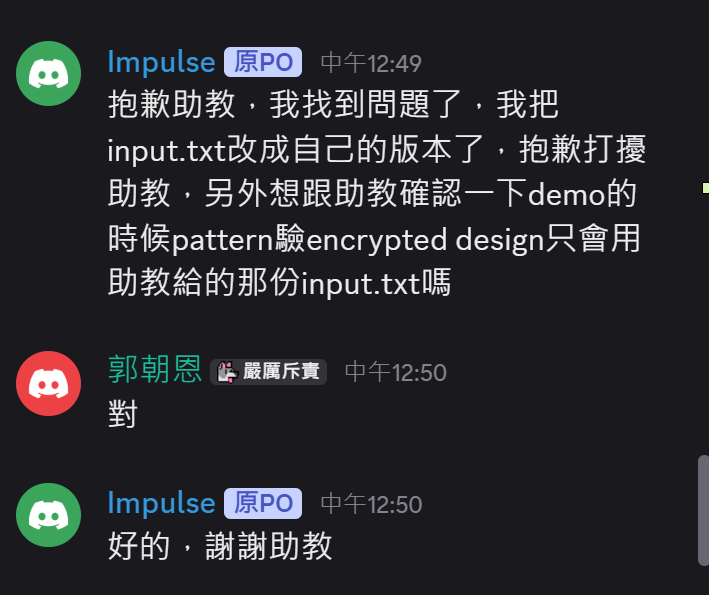 Impulse 原PO 中午12:49
抱歉助教，我找到問題了，我把
input.txt改成自己的版本了，抱歉打擾
助教，另外想跟助教確認一下demo的
時候pattern驗encrypted design只會用
助教給的那份input.txt嗎
郭朝恩 嚴厲斥責 中午12:50
對
Impulse 原PO 中午12:50
好的，謝謝助教